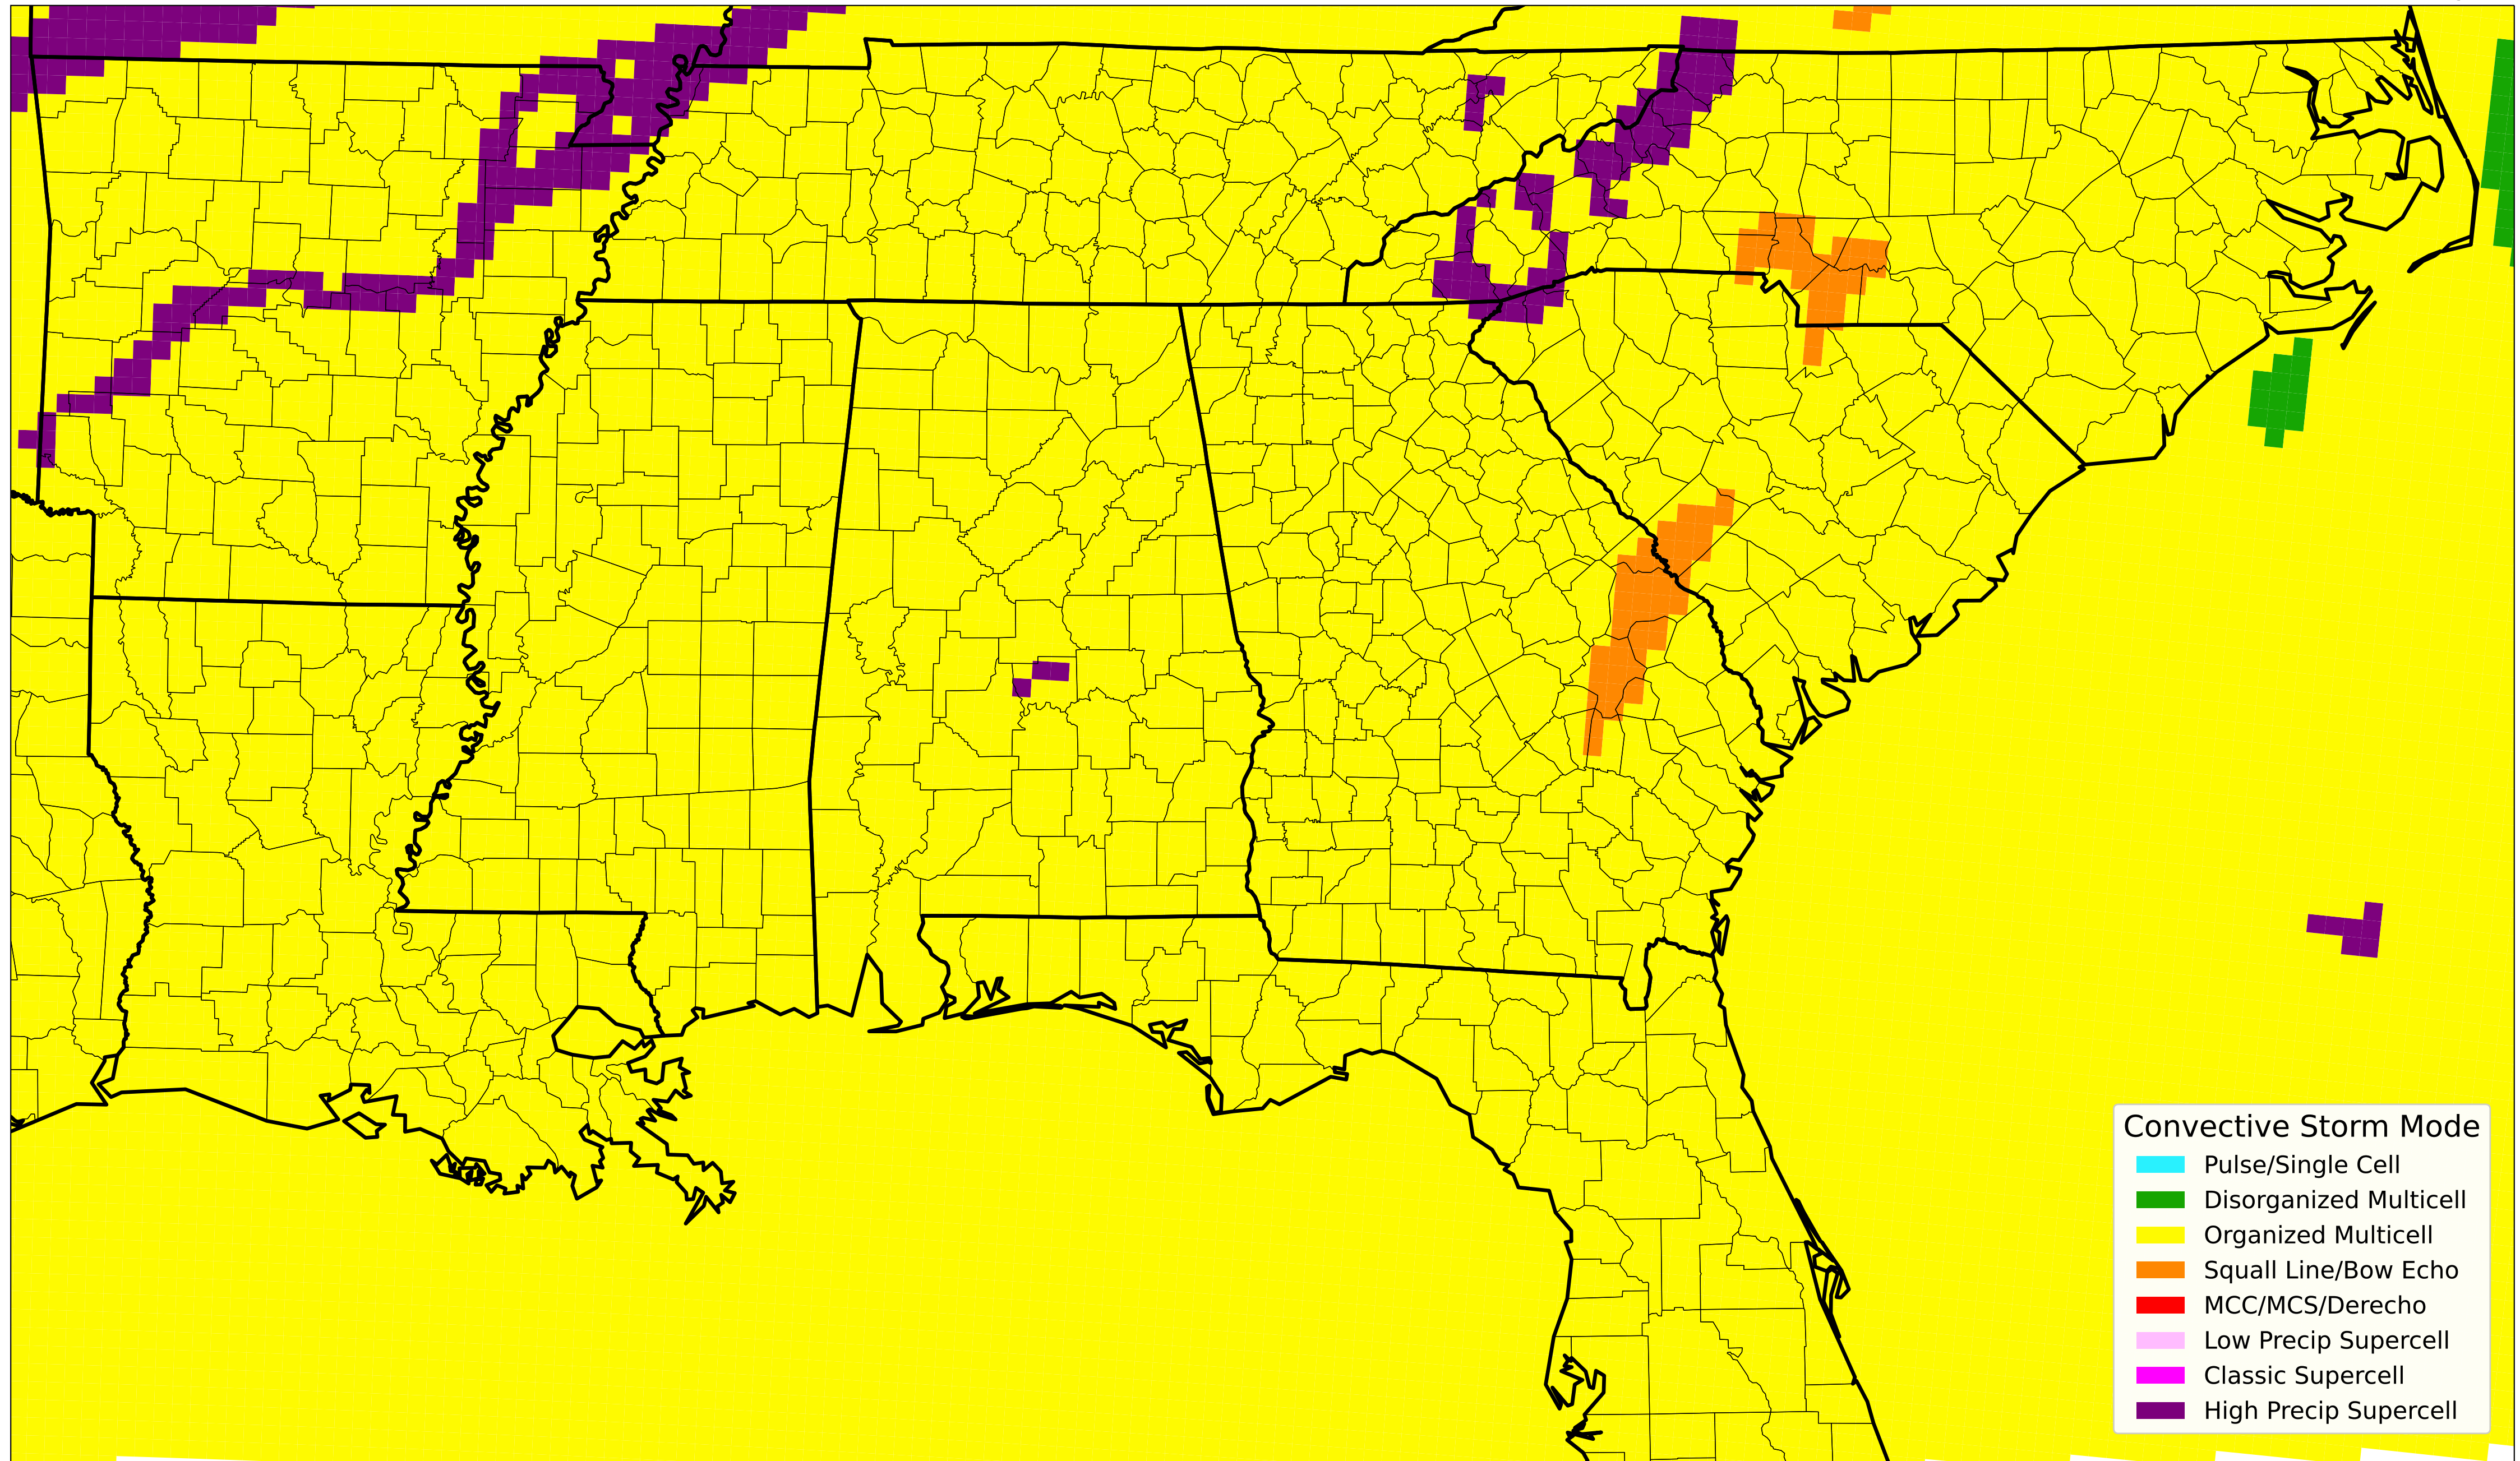 Convective Storm Mode
Pulse/Single Cell
Disorganized Multicell
Organized Multicell
Squall Line/Bow Echo
MCC/MCS/Derecho
Low Precip Supercell
Classic Supercell
High Precip Supercell